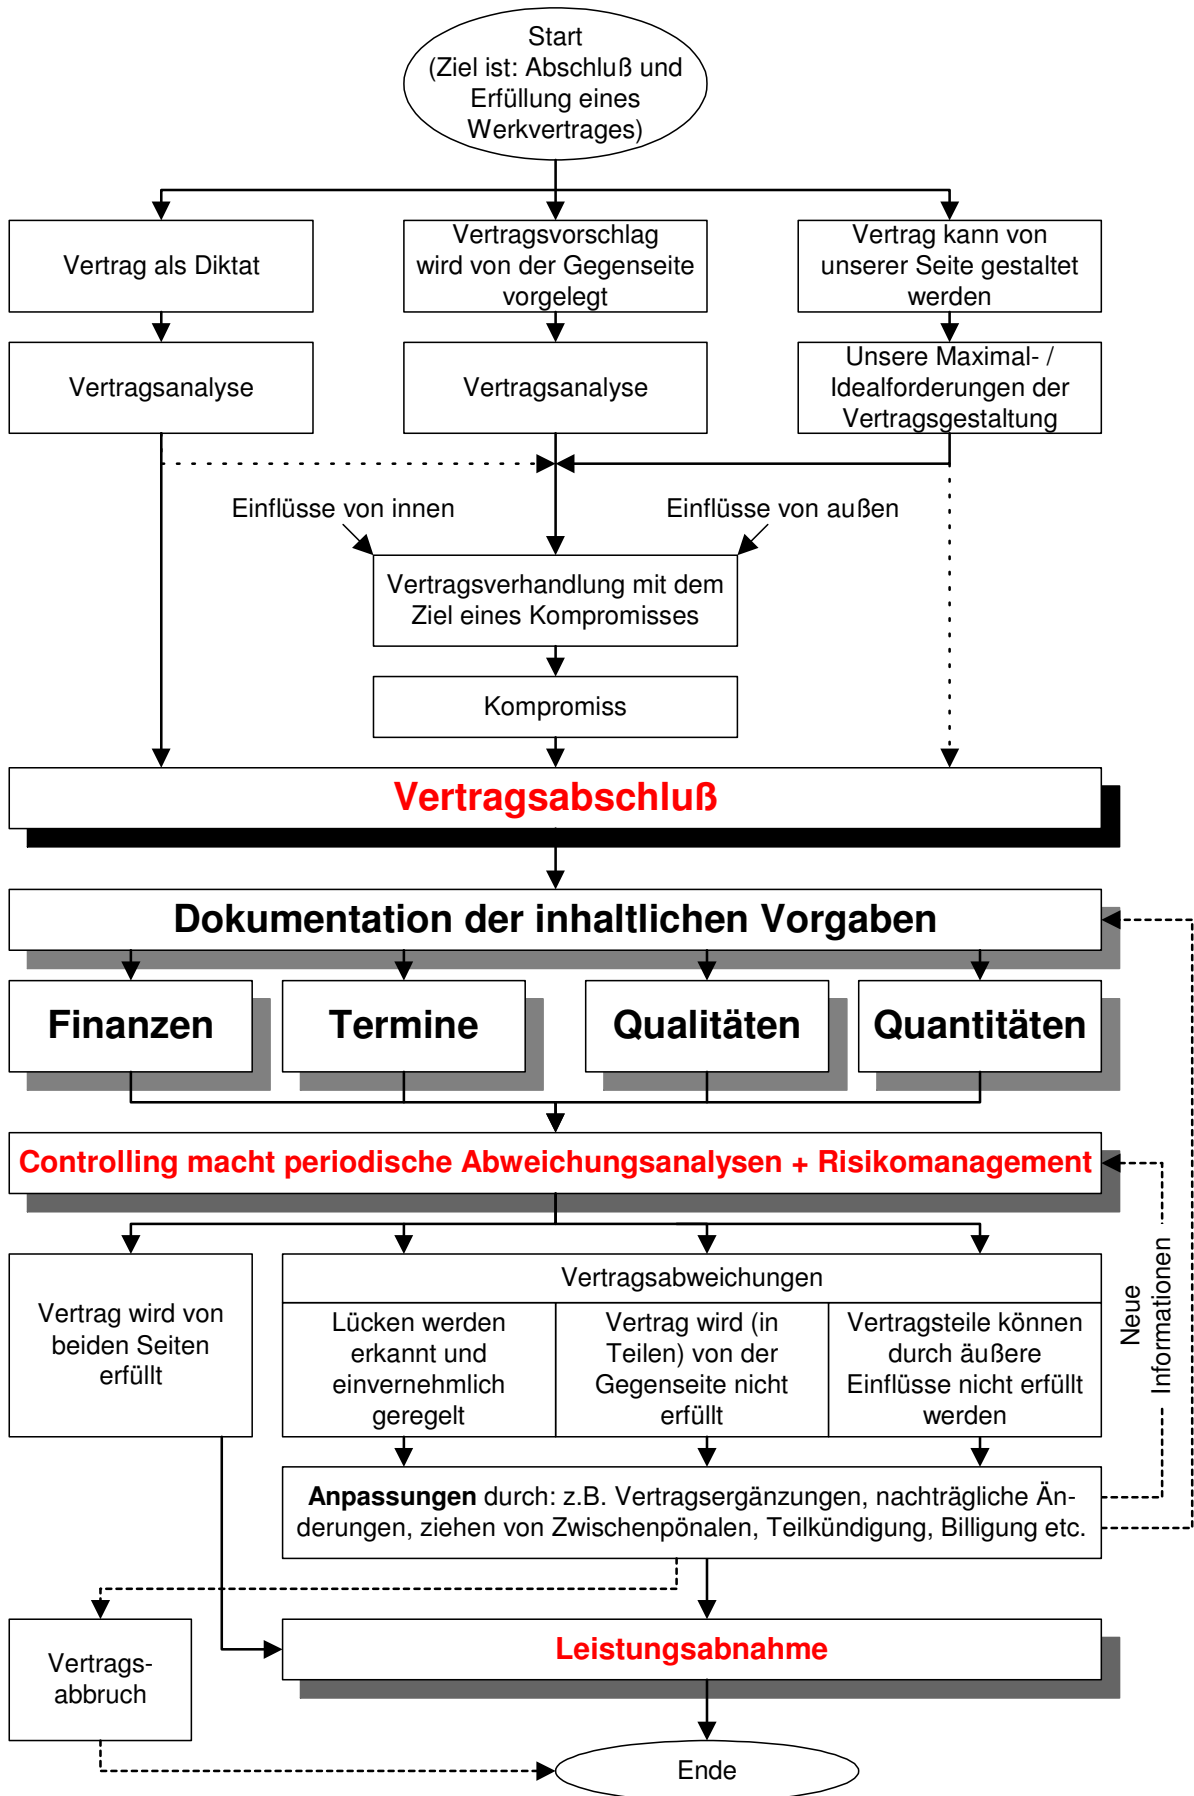 Start
(Ziel ist: Abschluß und
Erfüllung eines
Werkvertrages)
Vertrag als Diktat
Vertragsvorschlag
wird von der Gegenseite
vorgelegt
Vertrag kann von
unserer Seite gestaltet
werden
Vertragsanalyse
Vertragsanalyse
Unsere Maximal- /
Idealforderungen der
Vertragsgestaltung
Einflüsse von innen
Einflüsse von außen
Vertragsverhandlung mit dem
Ziel eines Kompromisses
Kompromiss
Vertragsabschluß
Dokumentation der inhaltlichen Vorgaben
Finanzen
Termine
Qualitäten
Quantitäten
Controlling macht periodische Abweichungsanalysen + Risikomanagement
Vertrag wird von
beiden Seiten
erfüllt
Vertragsabweichungen
Lücken werden
erkannt und
einvernehmlich
geregelt
Vertrag wird (in
Teilen) von der
Gegenseite nicht
erfüllt
Vertragsteile können
durch äußere
Einflüsse nicht erfüllt
werden
Neue
Informationen
Anpassungen durch: z.B. Vertragsergänzungen, nachträgliche Än-
derungen, ziehen von Zwischenpönalen, Teilkündigung, Billigung etc.
Vertrags-
abbruch
Leistungsabnahme
Ende